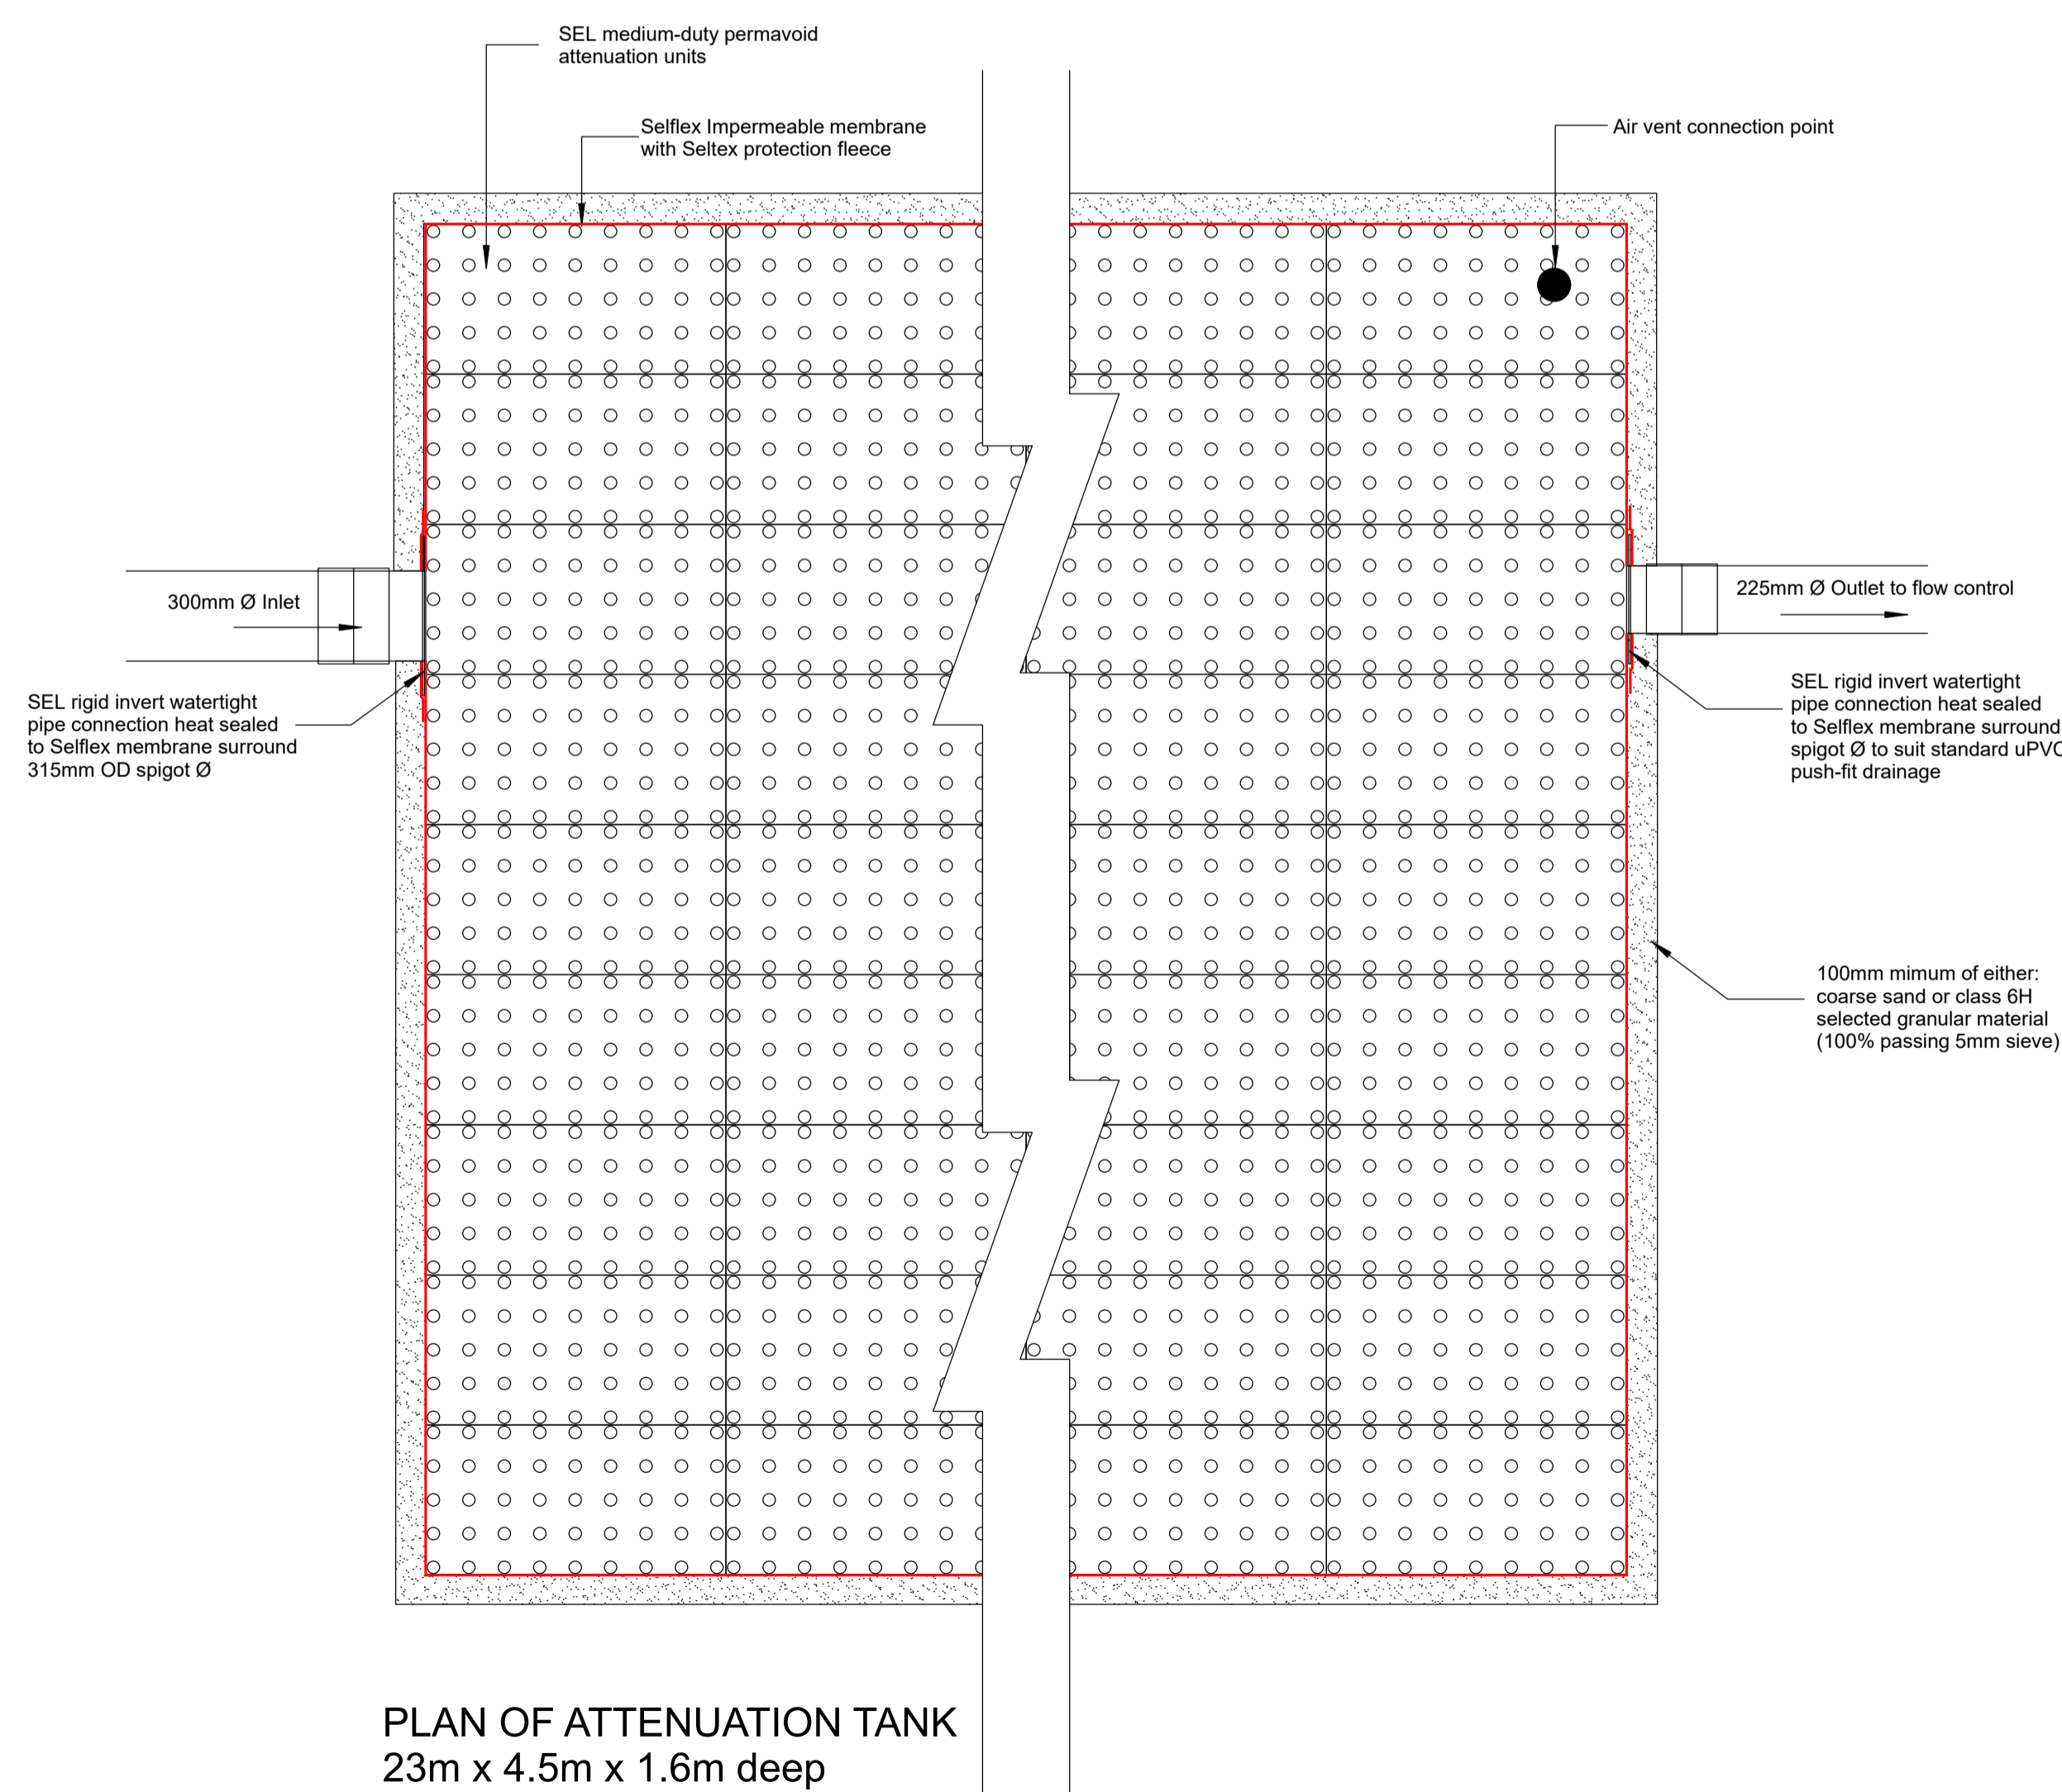 SEL medium-duty permavoid
attenuation units
Selflex Impermeable membrane
with Seltex protection fleece
Air vent connection point
300mm Ø Inlet
225mm Ø Outlet to flow control
SEL rigid invert watertight
pipe connection heat sealed
to Selflex membrane surround
315mm OD spigot Ø
SEL rigid invert watertight
pipe connection heat sealed
to Selflex membrane surround
spigot Ø to suit standard uPVC
push-fit drainage
100mm mimum of either:
coarse sand or class 6H
selected granular material
(100% passing 5mm sieve)
PLAN OF ATTENUATION TANK
23m x 4.5m x 1.6m deep